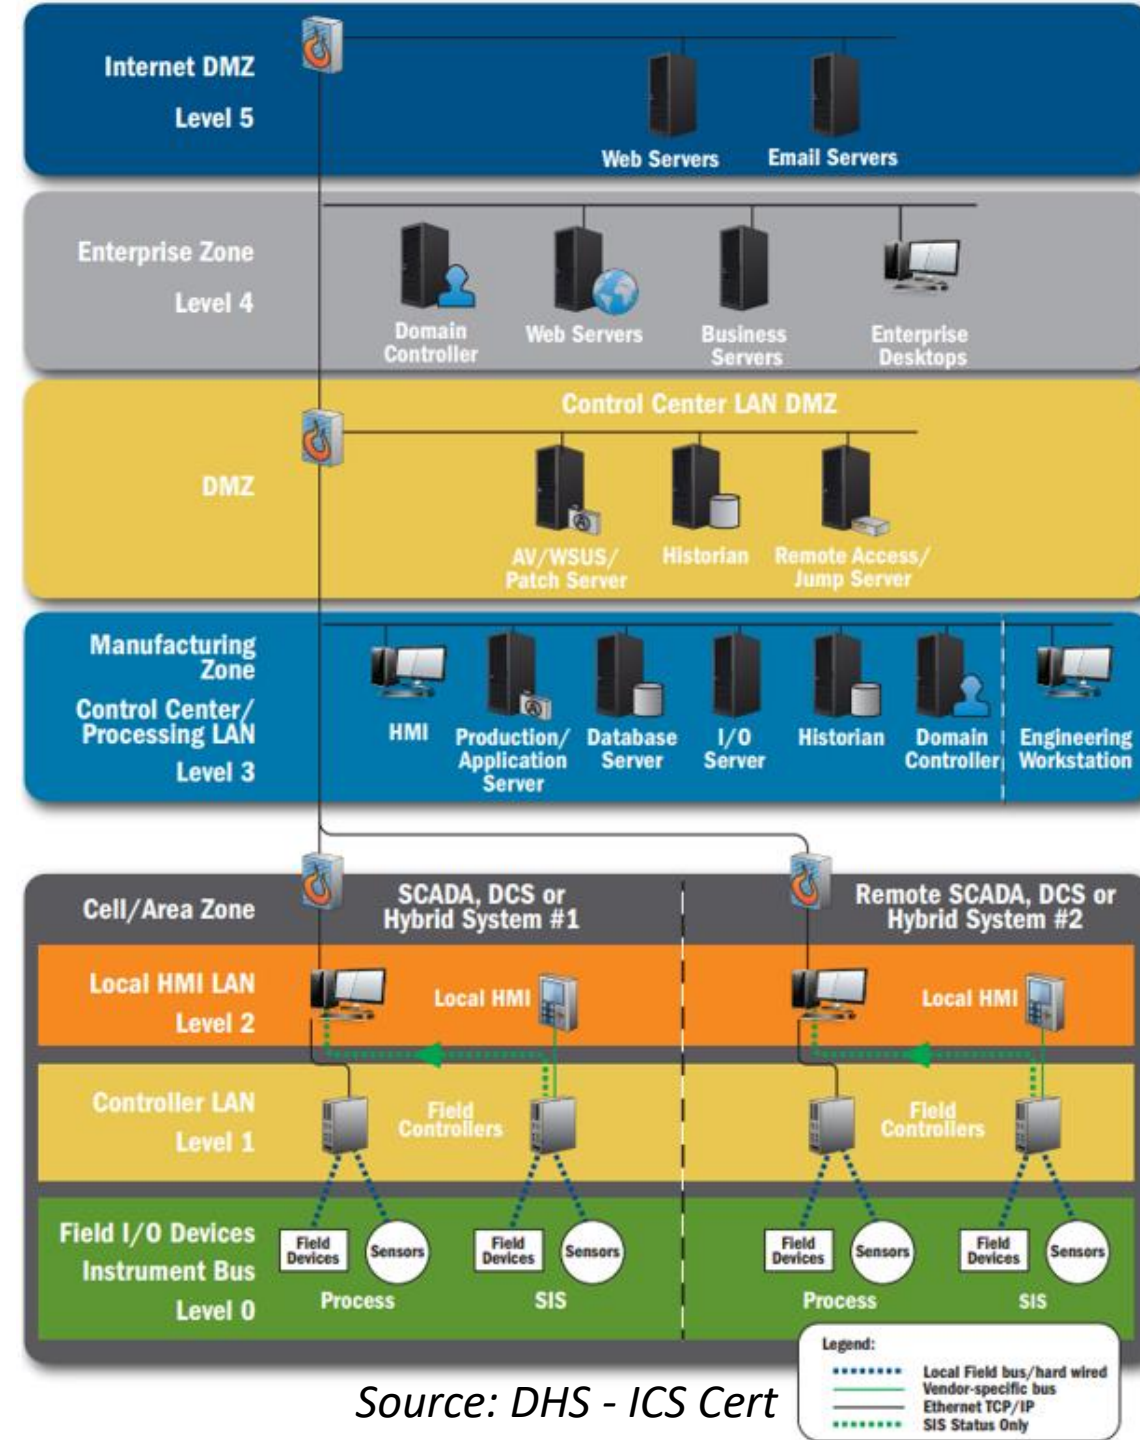 Internet DMZ
Level 5
Web Servers
Email Servers
Enterprise Zone
Level 4
Domain
Controller
Web Servers
Business
Servers
Enterprise
Desktops
Control Center LAN DMZ
DMZ
AV/WSUS/
Patch Server
Historian
Remote Access/
Jump Server
Manufacturing
Zone
Control Center/
Processing LAN
Level 3
HMI
Production/
Application
Server
Database
Server
I/O
Server
Historian
Domain
Controller
Engineering
Workstation
Cell/Area Zone
SCADA, DCS or
Hybrid System #1
Remote SCADA, DCS or
Hybrid System #2
Local HMI LAN
Level 2
Local HMI
Local HMI
Controller LAN
Level 1
Field
Controllers
Field
Controllers
Field I/O Devices
Instrument Bus
Level 0
Field
Devices
Sensors
Process
Field
Devices
Sensors
SIS
Field
Devices
Sensors
Process
Field
Devices
Sensors
SIS
Legend:
Local Field bus/hard wired
Vendor-specific bus
Ethernet TCP/IP
SIS Status Only
Source: DHS - ICS Cert